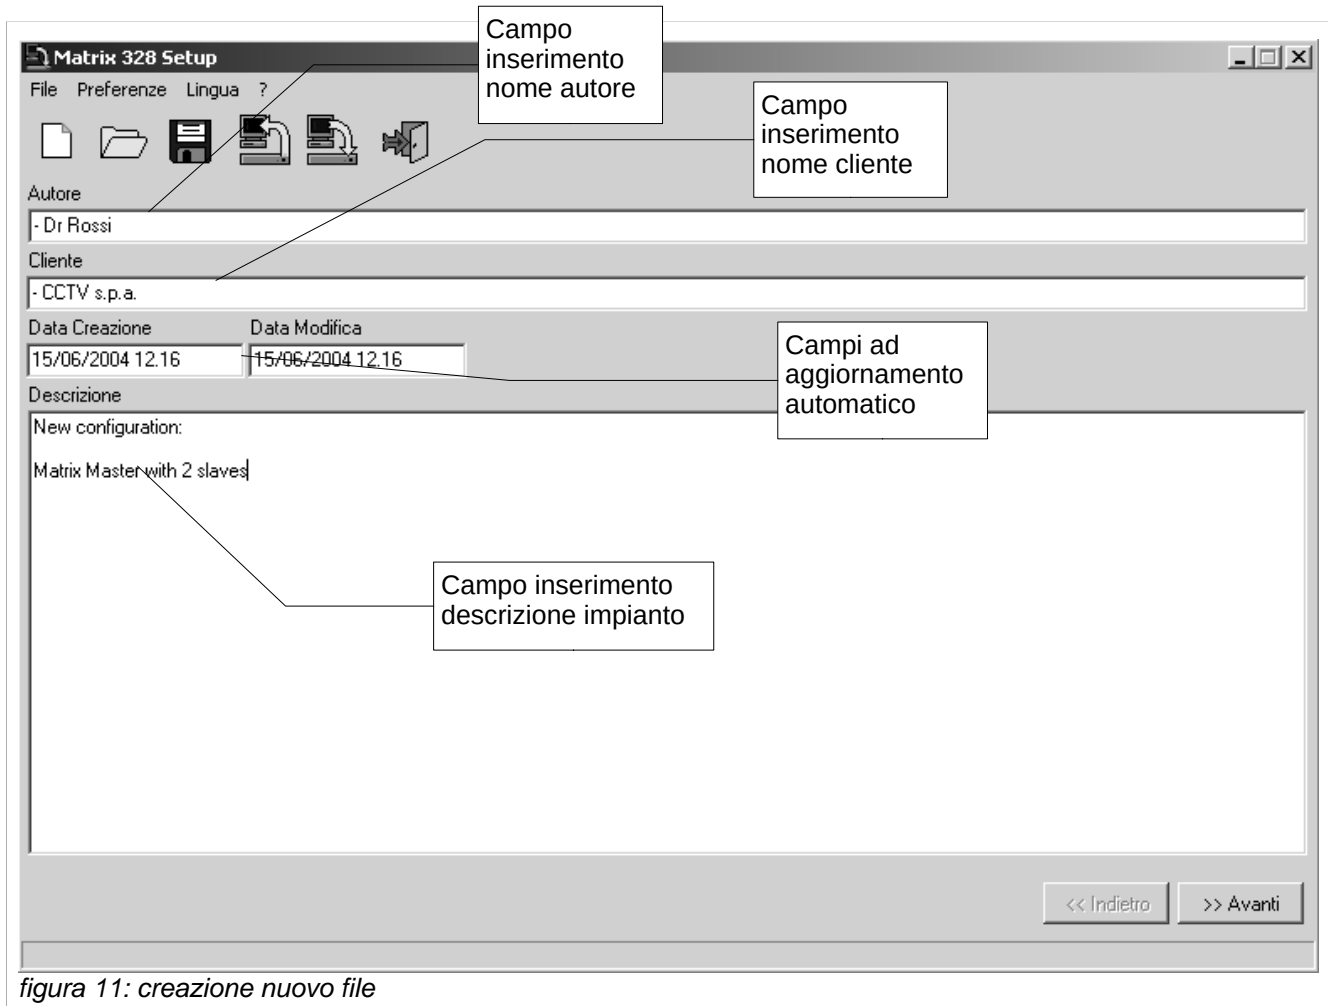 Campo
inserimento
nome autore
Matrix 328 Setup
File Preferenze Lingua ?
Campo
inserimento
nome cliente
Autore
- Dr Rossi
Cliente
- CCTV s.p.a.
Data Creazione Data Modifica
15/06/2004 12.16 15/06/2004 12.16
Campi ad
aggiornamento
automatico
Descrizione
New configuration:
Matrix Master with 2 slaves
Campo inserimento
descrizione impianto
<< Indietro >> Avanti
figura 11: creazione nuovo file